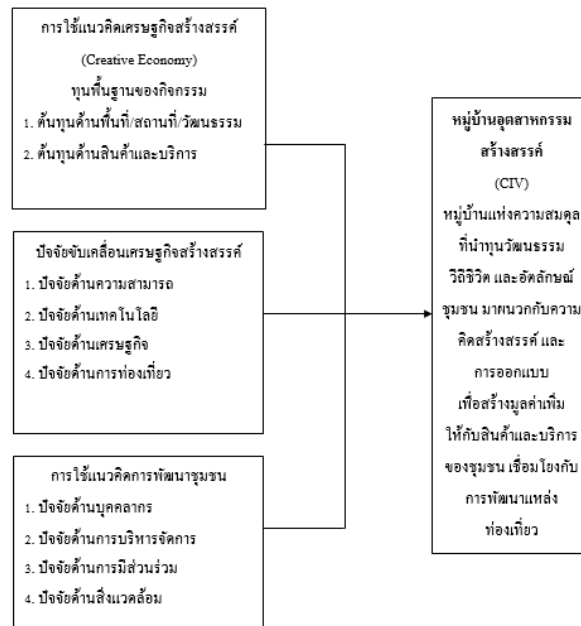 การใช้แนวคิดเศรษฐกิจสร้างสรรค์
(Creative Economy)
ทุนพื้นฐานของกิจกรรม
1. ต้นทุนด้านพื้นที่/สถานที่/วัฒนธรรม
2. ต้นทุนด้านสินค้าและบริการ
ปัจจัยขับเคลื่อนเศรษฐกิจสร้างสรรค์
1. ปัจจัยด้านความสามารถ
2. ปัจจัยด้านเทคโนโลยี
3. ปัจจัยด้านเศรษฐกิจ
4. ปัจจัยด้านการท่องเที่ยว
การใช้แนวคิดการพัฒนาชุมชน
1. ปัจจัยด้านบุคคลากร
2. ปัจจัยด้านการบริหารจัดการ
3. ปัจจัยด้านการมีส่วนร่วม
4. ปัจจัยด้านสิ่งแวดล้อม
หมู่บ้านอุตสาหกรรม
สร้างสรรค์
(CIV)
หมู่บ้านแห่งความสมดุล
ที่นำทุนวัฒนธรรม
วิถีชีวิต และอัตลักษณ์
ชุมชน มาผนวกกับความ
คิดสร้างสรรค์ และ
การออกแบบ
เพื่อสร้างมูลค่าเพิ่ม
ให้กับสินค้าและบริการ
ของชุมชน เชื่อมโยงกับ
การพัฒนาแหล่ง
ท่องเที่ยว